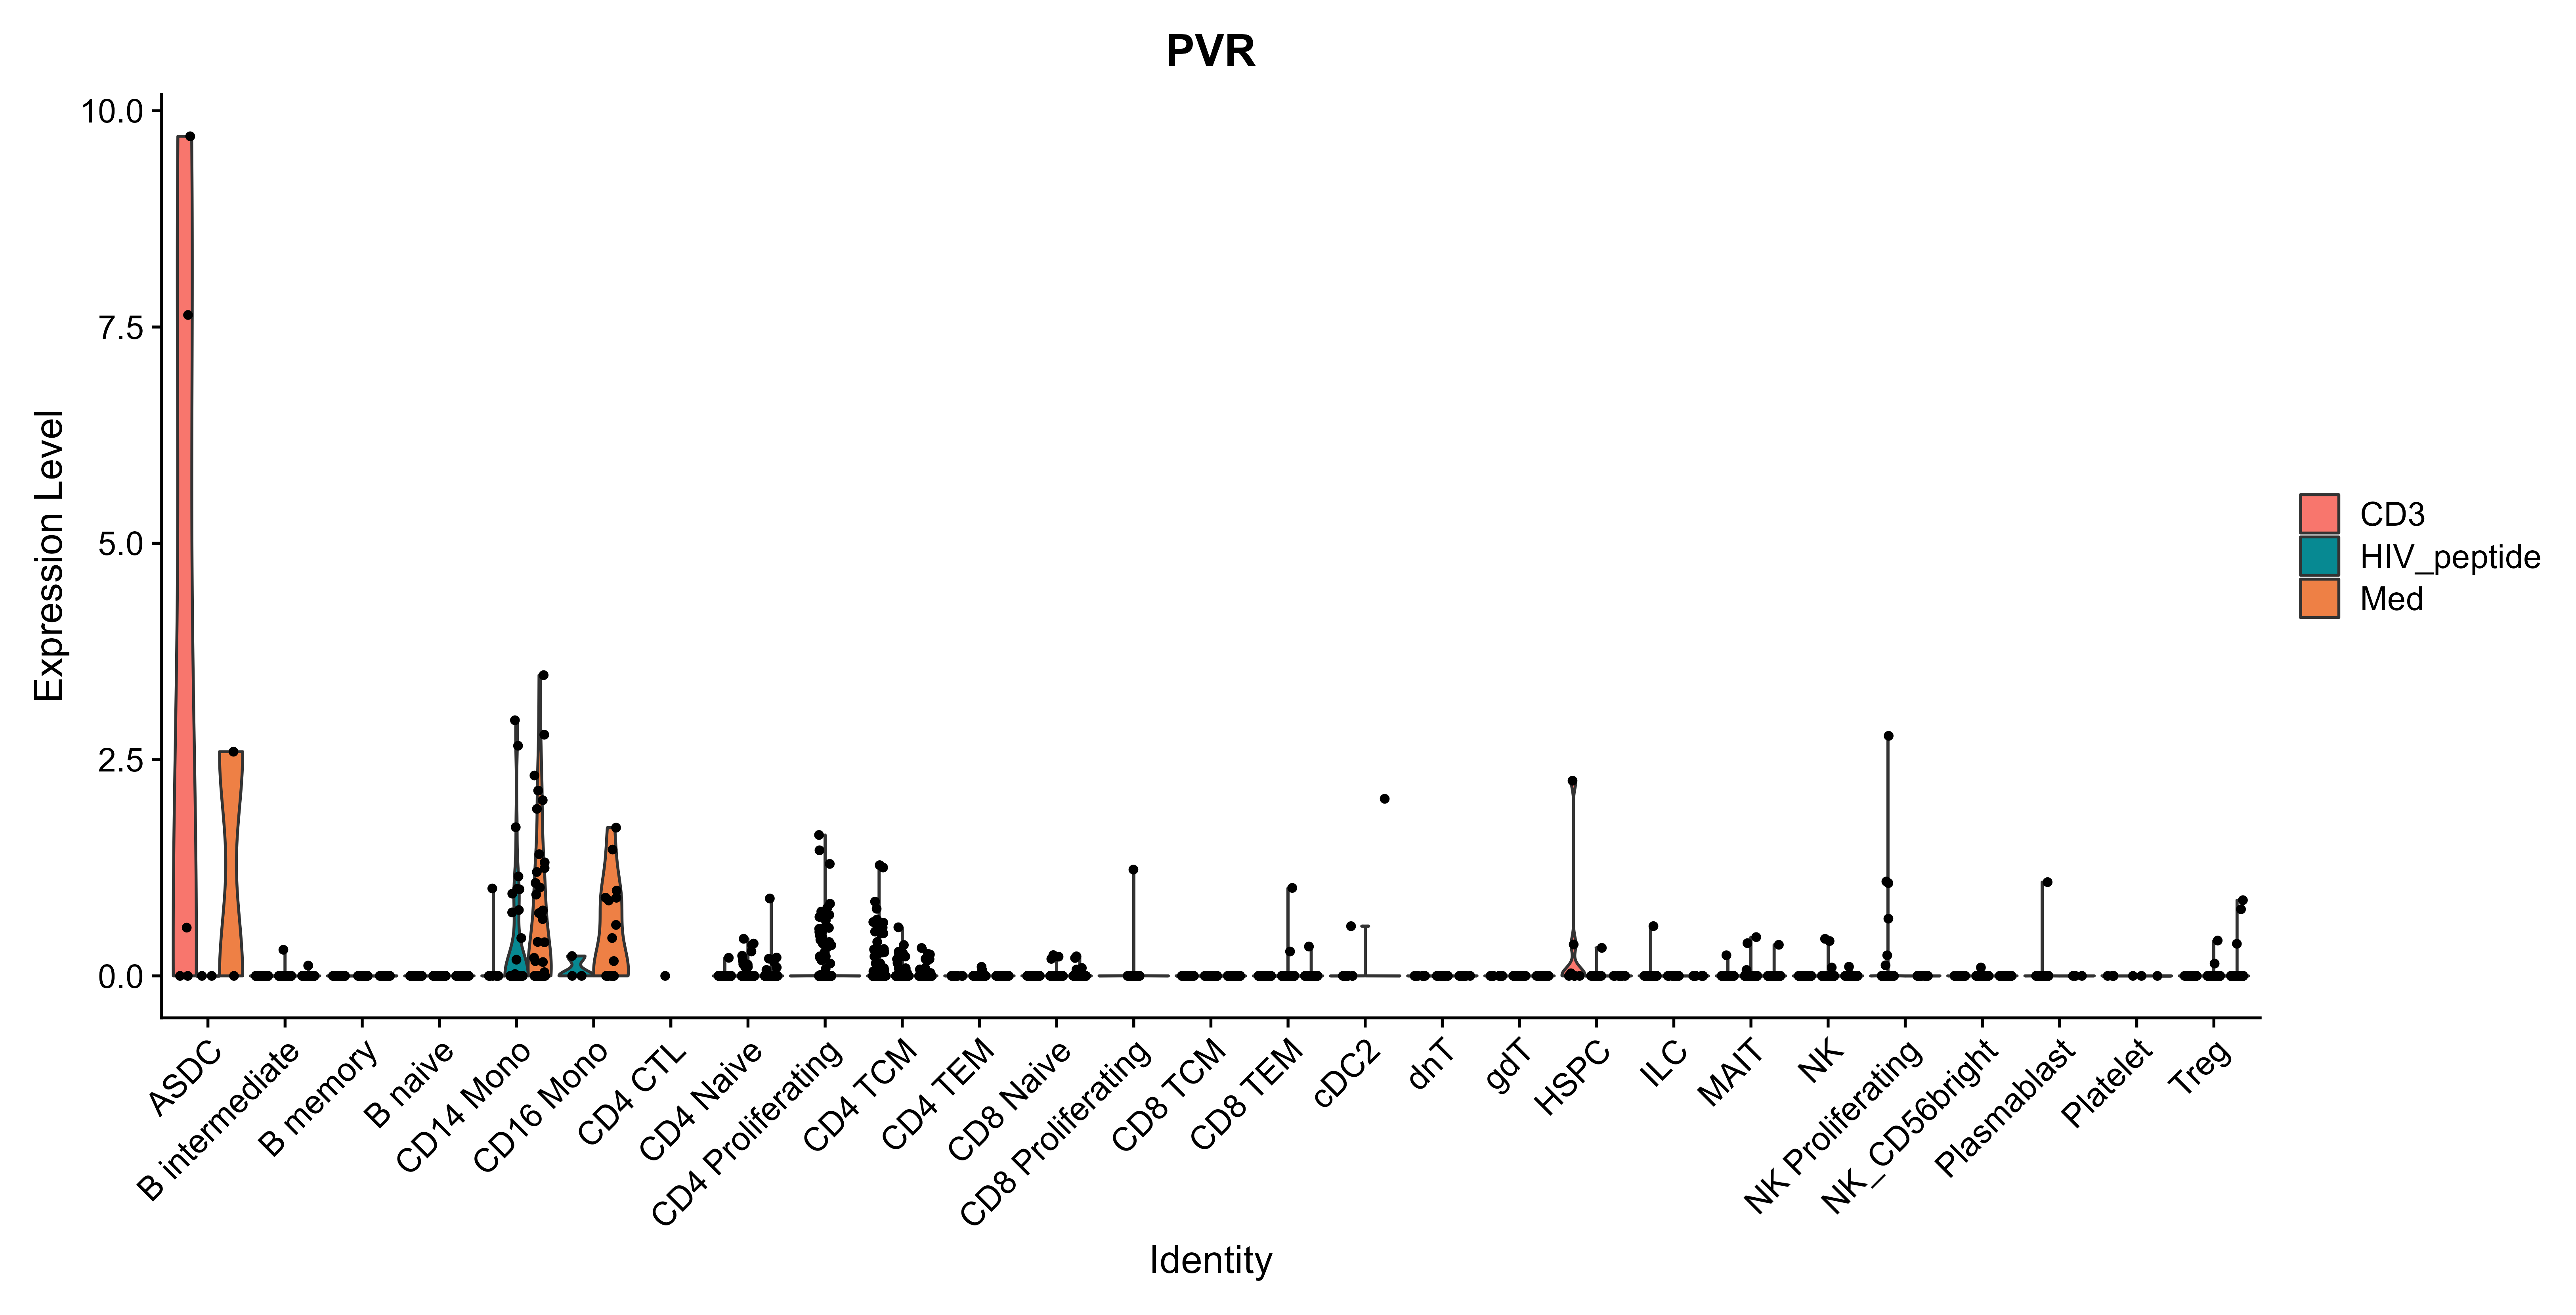 PVR
Expression Level
10.0
7.5
5.0
2.5
0.0
ASDC
B intermediate
B memory
B naive
CD14 Mono
CD16 Mono
CD4 CTL
CD4 Naive
CD4 Proliferating
CD4 TCM
CD4 TEM
CD8 Naive
CD8 Proliferating
CD8 TCM
CD8 TEM
cDC2
dnT
gdT
HSPC
ILC
MAIT
NK
NK Proliferating
NK_CD56bright
Plasmablast
Platelet
Treg
Identity
CD3
HIV_peptide
Med